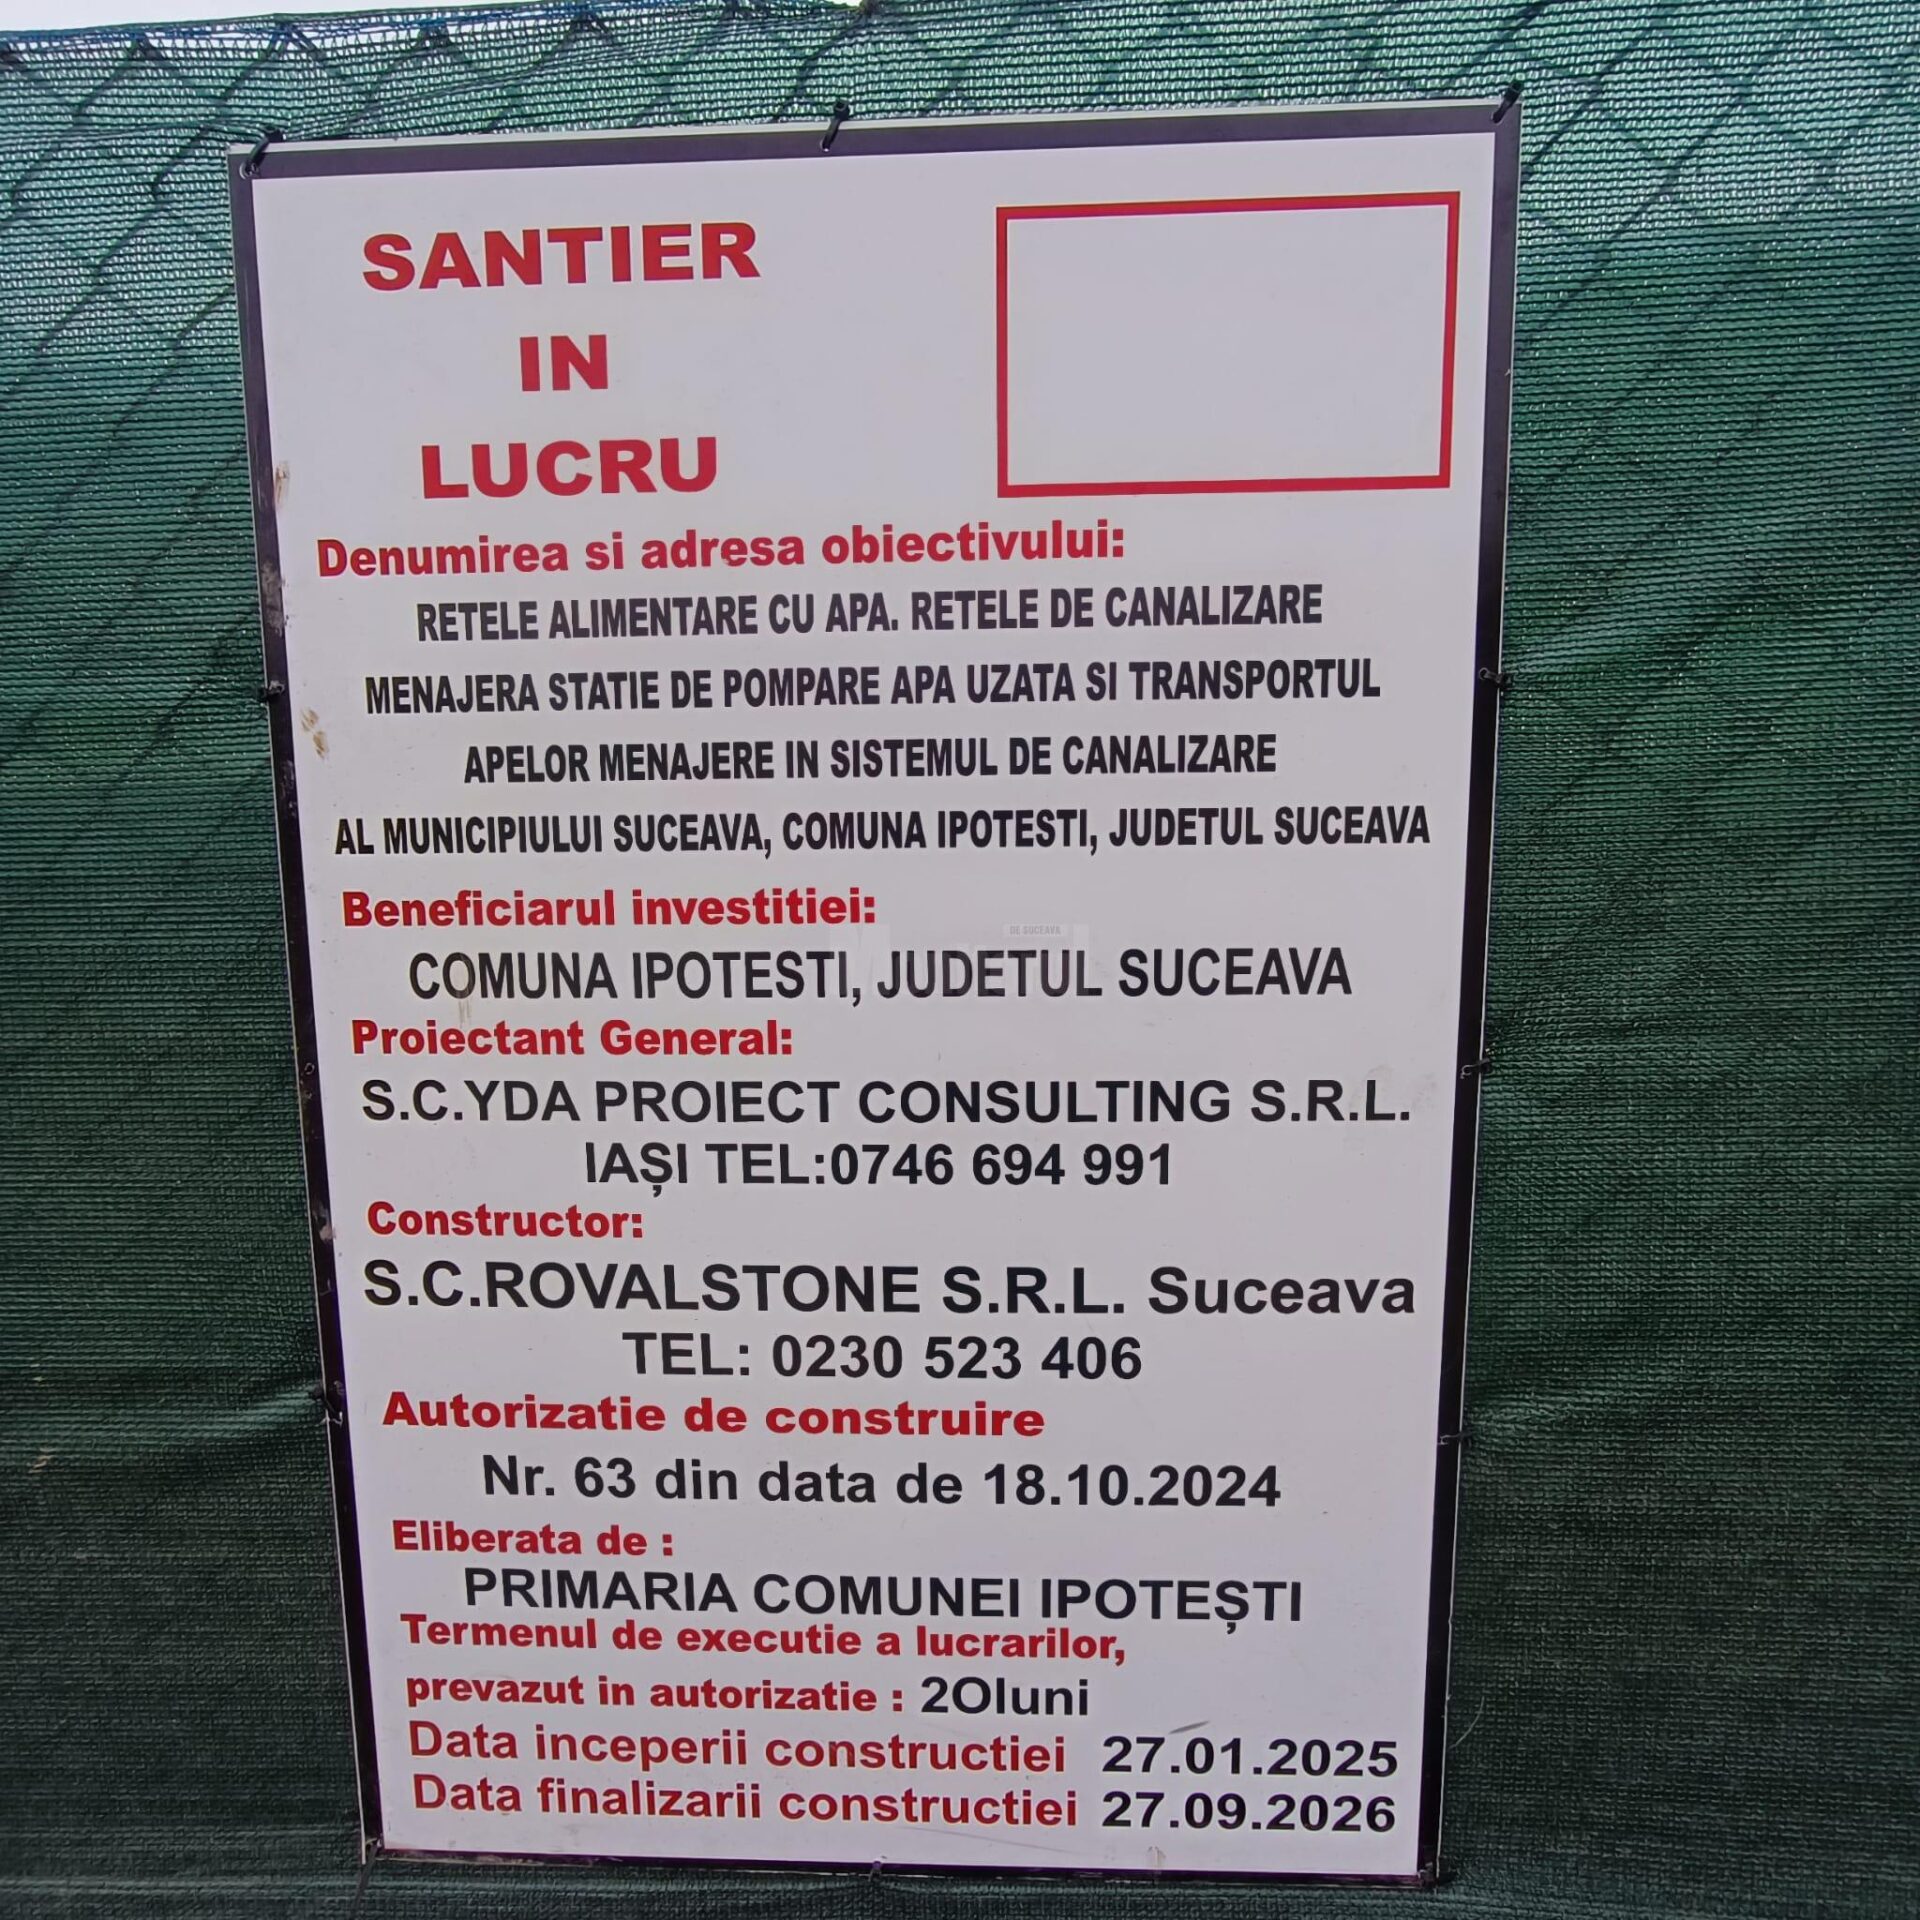 SANTIER
IN
LUCRU
Denumirea si adresa obiectivului:
RETELE ALIMENTARE CU APA. RETELE DE CANALIZARE
MENAJERA STATIE DE POMPARE APA UZATA SI TRANSPORTUL
APELOR MENAJERE IN SISTEMUL DE CANALIZARE
AL MUNICIPIULUI SUCEAVA, COMUNA IPOTESTI, JUDETUL SUCEAVA
Beneficiarul investitiei:
DE SUCEAVA
COMUNA IPOTESTI, JUDETUL SUCEAVA
Proiectant General:
S.C.YDA PROIECT CONSULTING S.R.L.
IAȘI TEL:0746 694 991
Constructor:
S.C.ROVALSTONE S.R.L. Suceava
TEL: 0230 523 406
Autorizatie de construire
Nr. 63 din data de 18.10.2024
Eliberata de :
PRIMARIA COMUNEI IPOTEȘTI
Termenul de executie a lucrarilor,
prevazut in autorizatie : 2Oluni
Data inceperii constructiei 27.01.2025
Data finalizarii constructiei 27.09.2026